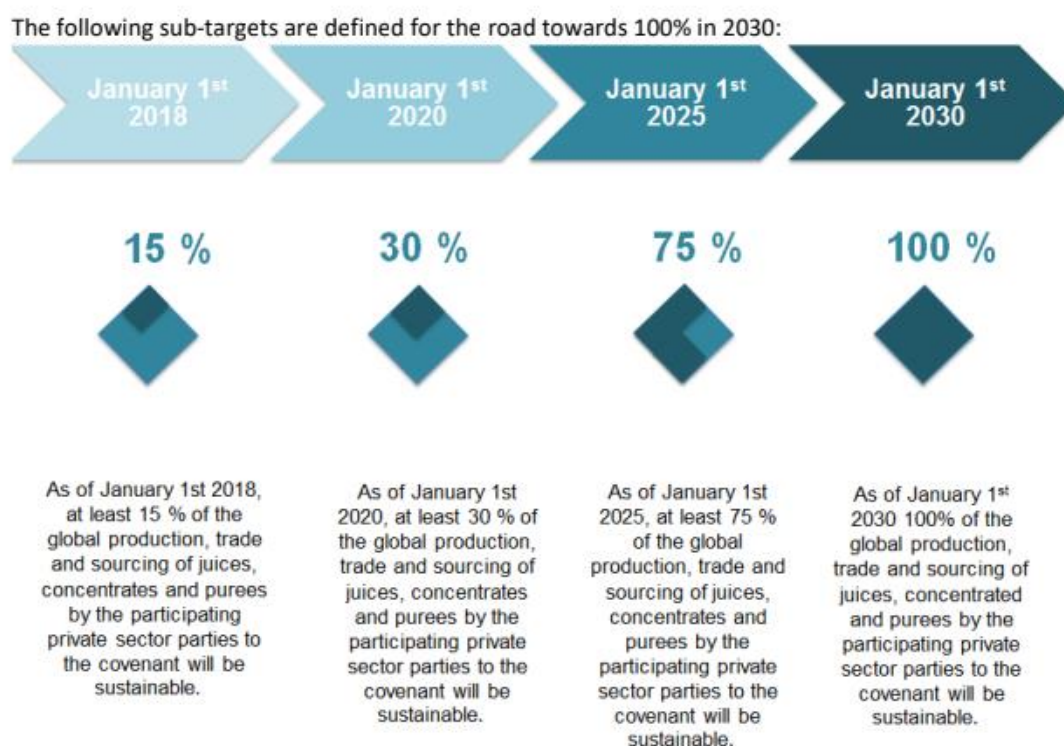 The following sub-targets are defined for the road towards 100% in 2030:
January 1st
2018
January 1st
2020
January 1st
2025
January 1st
2030
15 %
30 %
75 %
100 %
As of January 1st 2018,
at least 15 % of the
global production, trade
and sourcing of juices,
concentrates and purees
by the participating
private sector parties to
the covenant will be
sustainable.
As of January 1st
2020, at least 30 % of
the global production,
trade and sourcing of
juices, concentrates
and purees by the
participating private
sector parties to the
covenant will be
sustainable.
As of January 1st
2025, at least 75 %
of the global
production, trade and
sourcing of juices,
concentrates and
purees by the
participating private
sector parties to the
covenant will be
sustainable.
As of January 1st
2030 100% of the
global production,
trade and sourcing of
juices, concentrated
and purees by the
participating private
sector parties to the
covenant will be
sustainable.